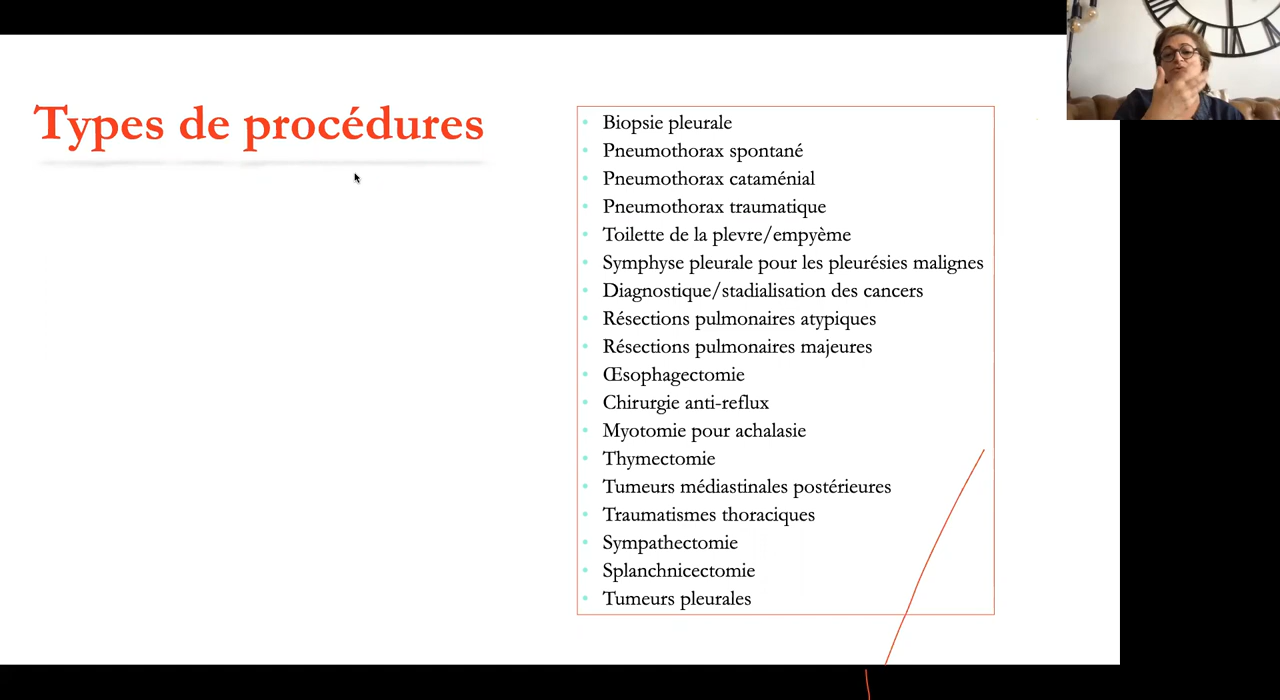 Types de procédures
Biopsie pleurale
Pneumothorax spontané
Pneumothorax cataménial
Pneumothorax traumatique
Toilette de la plevre/empyème
Symphyse pleurale pour les pleurésies malignes
Diagnostique/stadialisation des cancers
Résections pulmonaires atypiques
Résections pulmonaires majeures
Œsophagectomie
Chirurgie anti-reflux
Myotomie pour achalasie
Thymectomie
Tumeurs médiastinales postérieures
Traumatismes thoraciques
Sympathectomie
Splanchnicectomie
Tumeurs pleurales